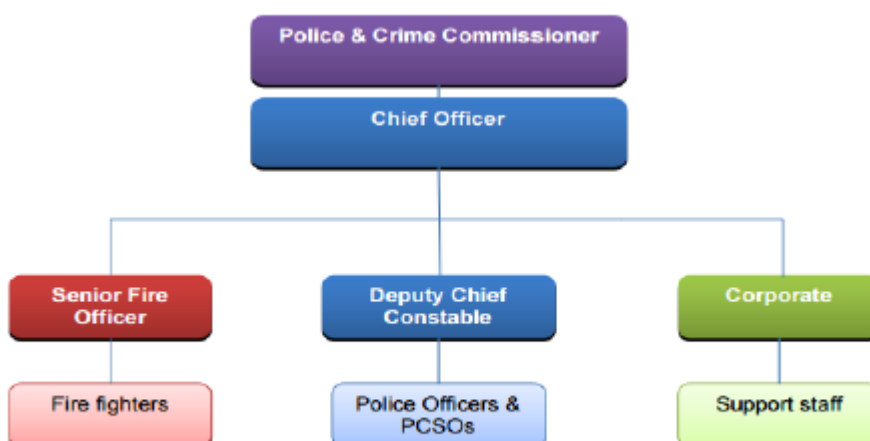 Police & Crime Commissioner
Chief Officer
Senior Fire
Officer
Deputy Chief
Constable
Corporate
Fire fighters
Police Officers &
PCSOs
Support staff